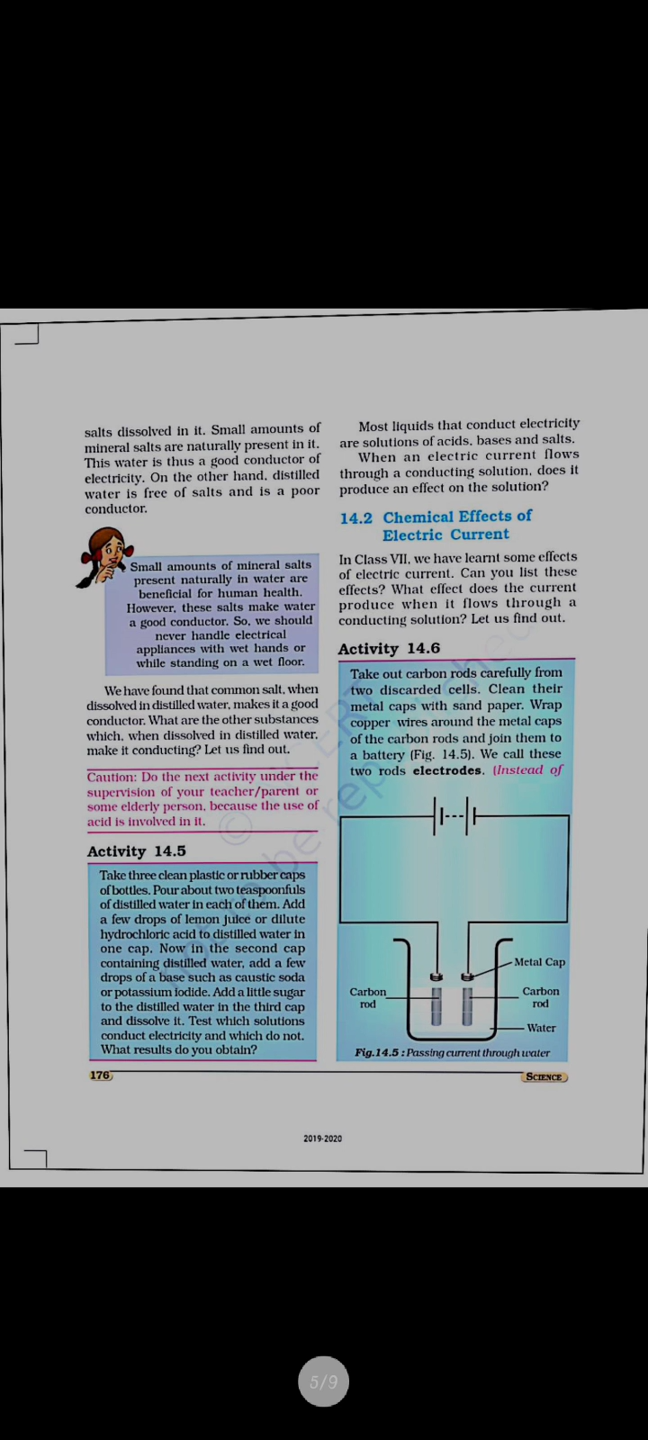 salts dissolved in it. Small amounts of
mineral salts are naturally present in it.
This water is thus a good conductor of
electricity. On the other hand, distilled
water is free of salts and is a poor
conductor.
Small amounts of mineral salts
present naturally in water are
beneficial for human health.
However, these salts make water
a good conductor. So, we should
never handle electrical
appliances with wet hands or
while standing on a wet floor.
We have found that common salt, when
dissolved in distilled water, makes it a good
conductor. What are the other substances
which, when dissolved in distilled water,
make it conducting? Let us find out.
Caution: Do the next activity under the
supervision of your teacher/parent or
some elderly person, because the use of
acid is involved in it.
Activity 14.5
Take three clean plastic or rubber caps
of bottles. Pour about two teaspoonfuls
of distilled water in each of them. Add
a few drops of lemon juice or dilute
hydrochloric acid to distilled water in
one cap. Now in the second cap
containing distilled water, add a few
drops of a base such as caustic soda
or potassium iodide. Add a little sugar
to the distilled water in the third cap
and dissolve it. Test which solutions
conduct electricity and which do not.
What results do you obtain?
Most liquids that conduct electricity
are solutions of acids, bases and salts.
When an electric current flows
through a conducting solution, does it
produce an effect on the solution?
14.2 Chemical Effects of
Electric Current
In Class VII, we have learnt some effects
of electric current. Can you list these
effects? What effect does the current
produce when it flows through a
conducting solution? Let us find out.
Activity 14.6
Take out carbon rods carefully from
two discarded cells. Clean their
metal caps with sand paper. Wrap
copper wires around the metal caps
of the carbon rods and join them to
a battery (Fig. 14.5). We call these
two rods electrodes. (Instead of
Metal Cap
Carbon
rod
Carbon
rod
Water
Fig.14.5 : Passing current through water
176
SCIENCE
2019-2020
5/9